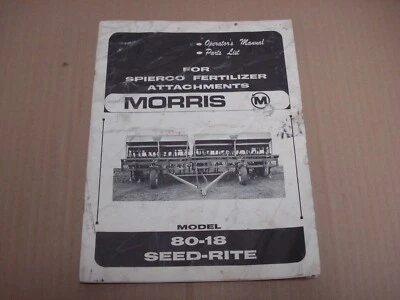 - Operator's Manual
- Parts List
FOR
SPIERCO FERTILIZER
ATTACHMENTS
MORRIS M
MODEL
80-18
SEED-RITE